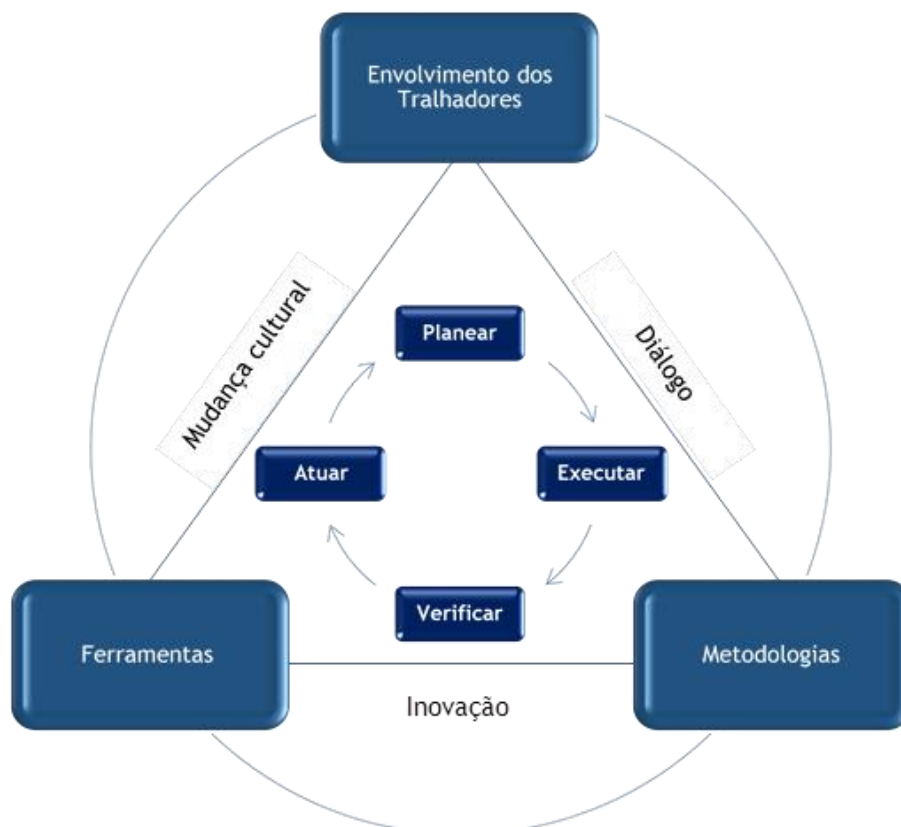 Envolvimento dos
Tralhadores
Mudança cultural
Diálogo
Planear
Atuar
Executar
Verificar
Ferramentas
Metodologias
Inovação